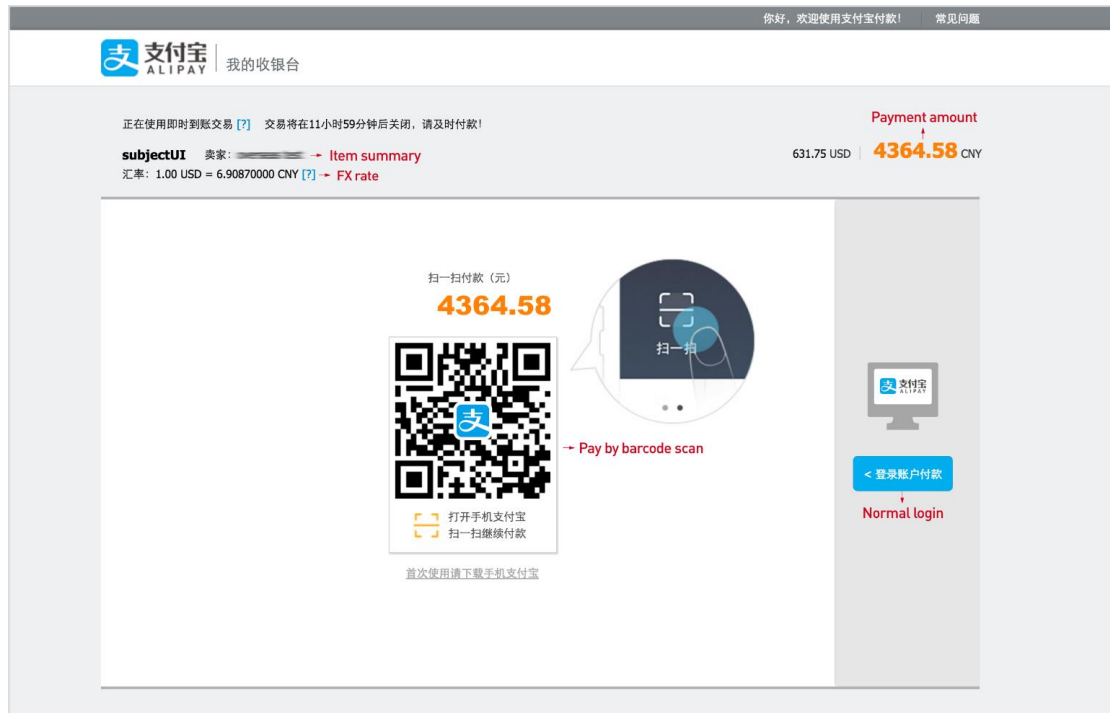 你好，欢迎使用支付宝付款！ 常见问题
支 支付宝 ALIPAY 我的收银台
正在使用即时到账交易 [?] 交易将在11小时59分钟后关闭，请及时付款！
Payment amount
subjectUI 卖家： → Item summary
631.75 USD 4364.58 CNY
汇率：1.00 USD = 6.90870000 CNY [?] → FX rate
扫一扫付款（元）
4364.58
扫一扫
支
支 支付宝 ALIPAY
→ Pay by barcode scan
< 登录账户付款
打开手机支付宝
扫一扫继续付款
Normal login
首次使用请下载手机支付宝